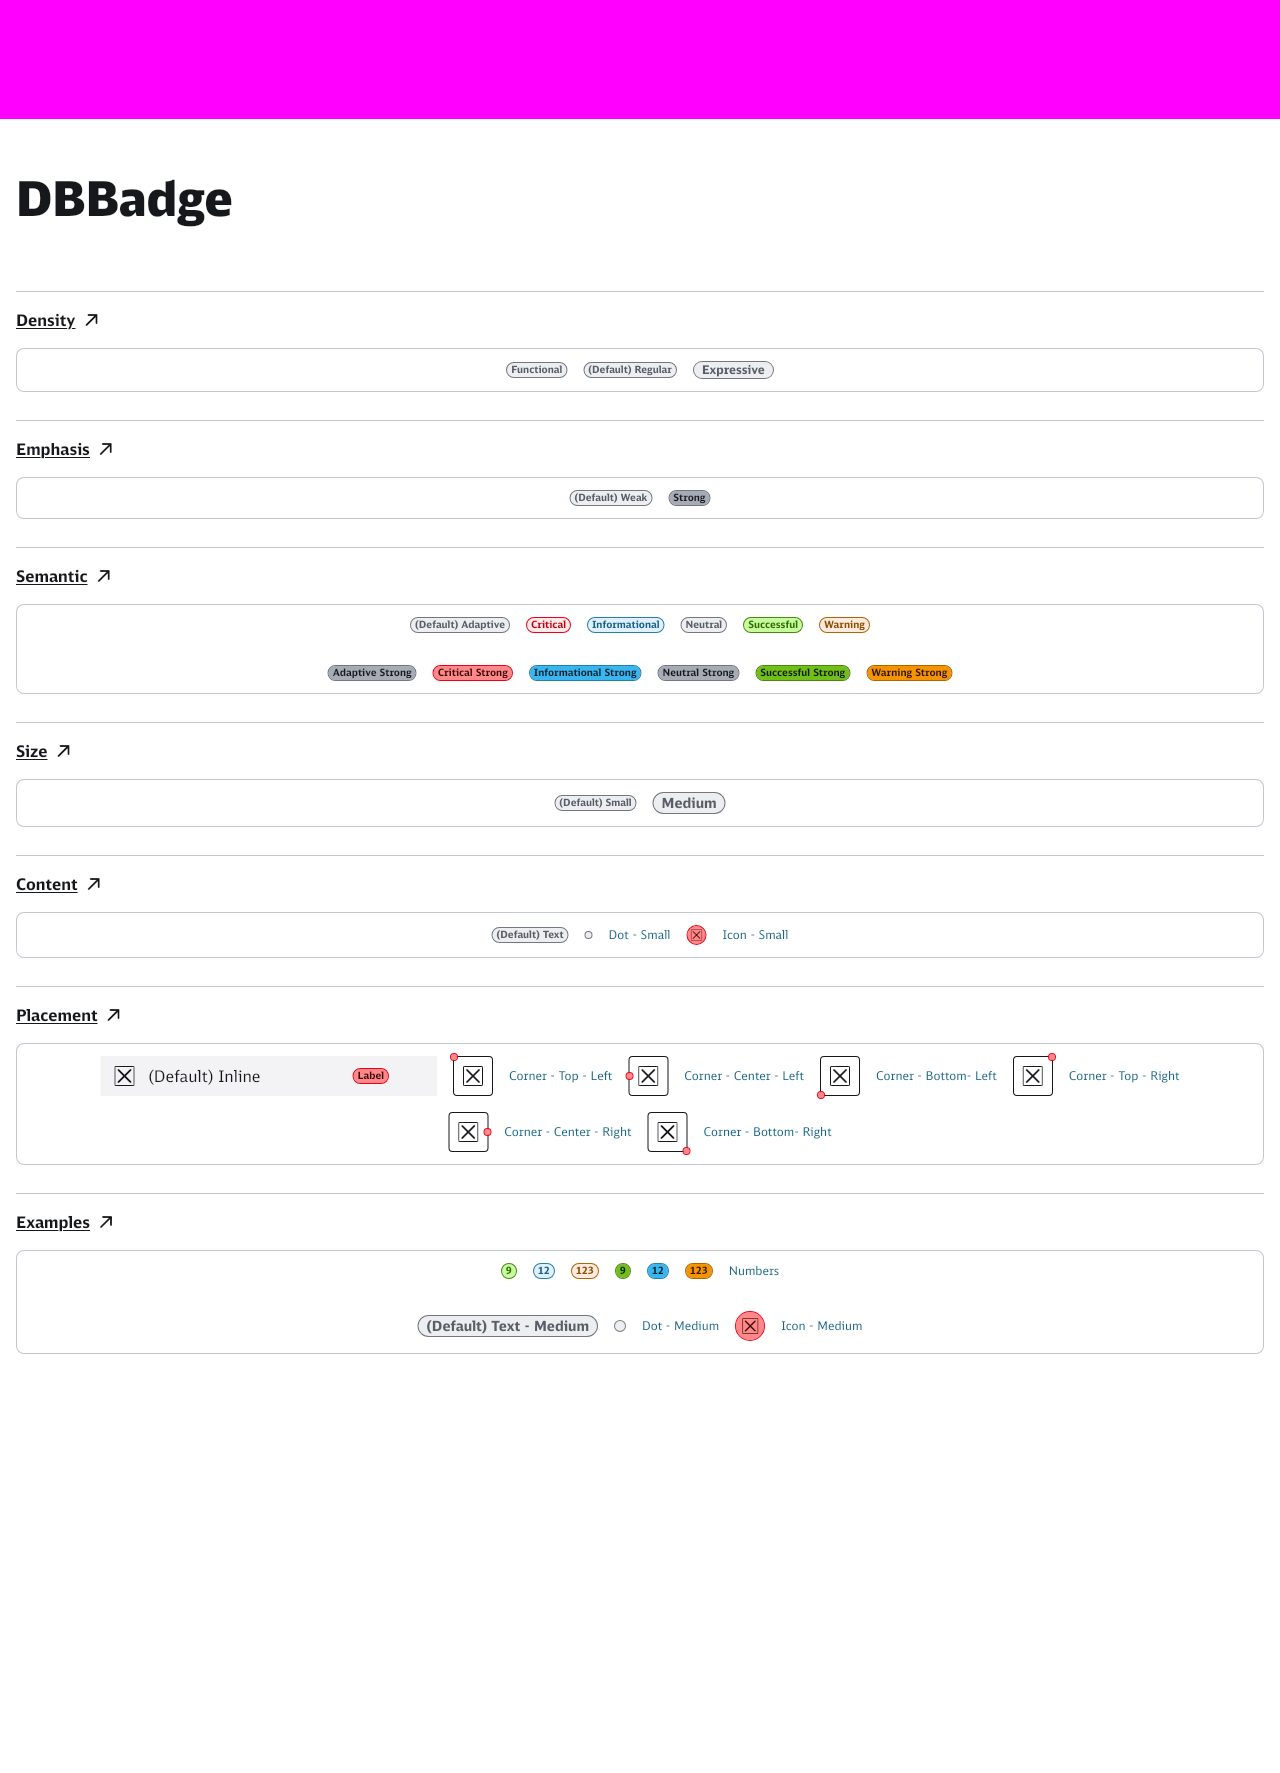 DBBadge
Density
Functional (Default) Regular Expressive
Emphasis
(Default) Weak Strong
Semantic
(Default) Adaptive Critical Informational Neutral Successful Warning
Adaptive Strong Critical Strong Informational Strong Neutral Strong Successful Strong Warning Strong
Size
(Default) Small Medium
Content
(Default) Text Dot - Small Icon - Small
Placement
(Default) Inline Label Corner - Top - Left Corner - Center - Left Corner - Bottom- Left Corner - Top - Right
Corner - Center - Right Corner - Bottom- Right
Examples
9 12 123 9 12 123 Numbers
(Default) Text - Medium Dot - Medium Icon - Medium